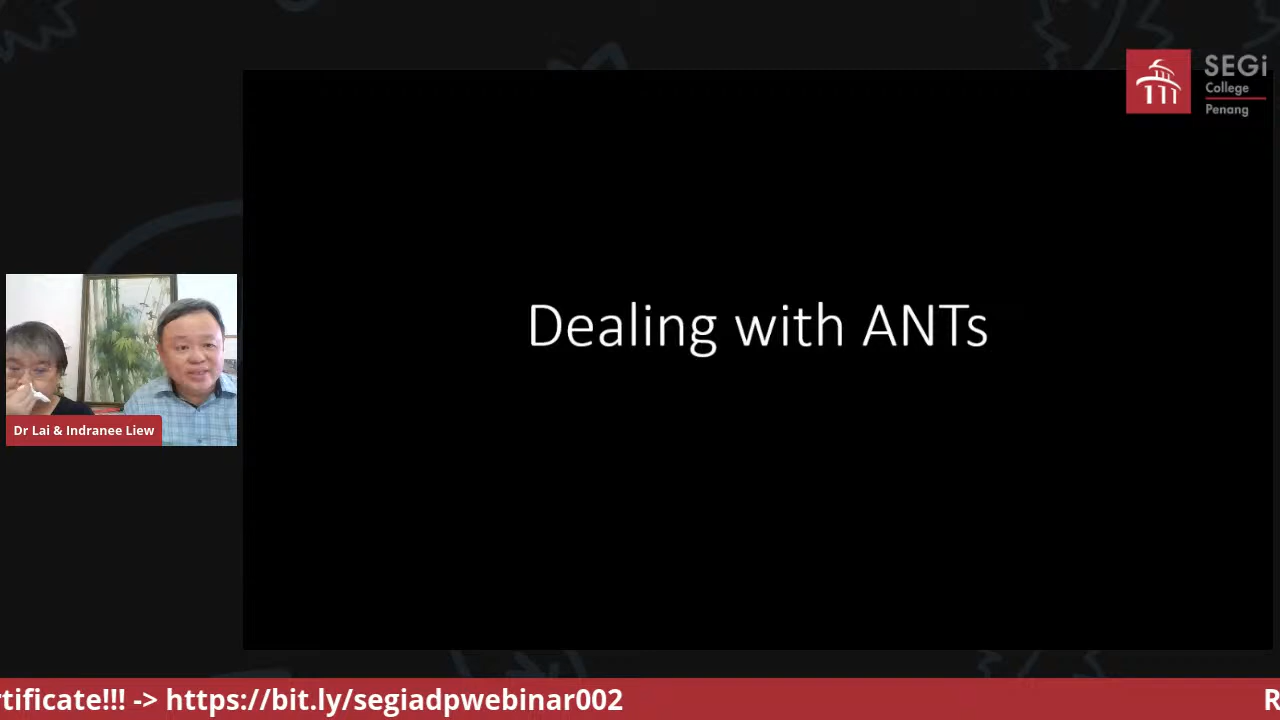 SEGi
College
Penang
Dealing with ANTs
Dr Lai & Indranee Liew
tificate!!! -> https://bit.ly/segiadpwebinar002
R